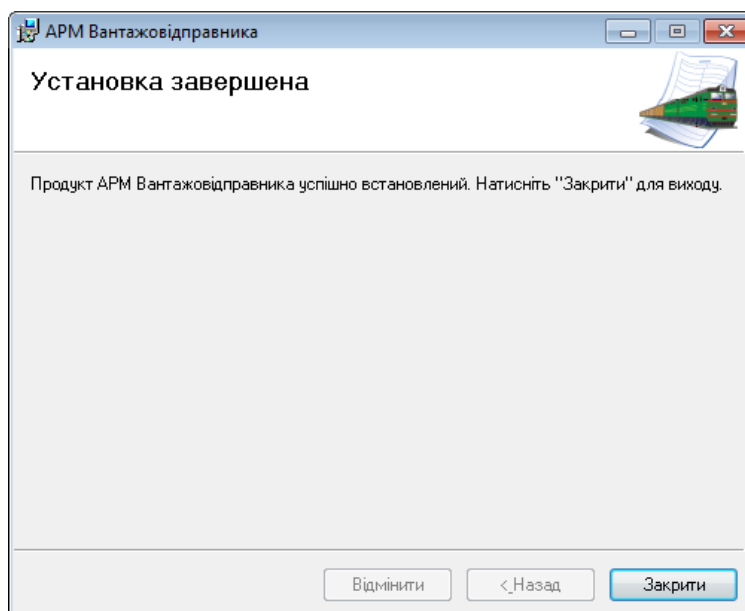 АРМ Вантажовідправника
Установка завершена
Продукт АРМ Вантажовідправника успішно встановлений. Натисніть "Закрити" для виходу.
Відмінити
< Назад
Закрити